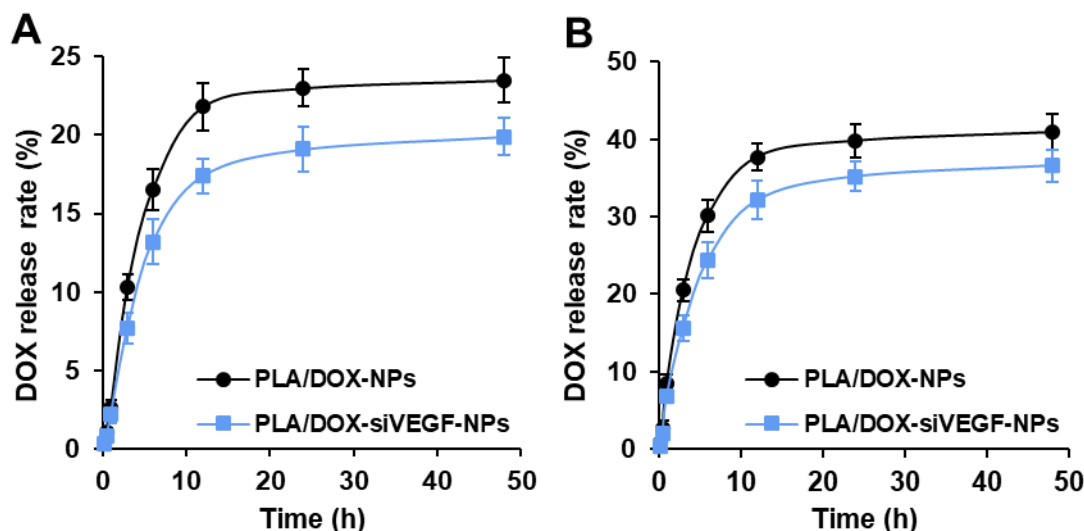 A
DOX release rate (%)
25
20
15
10
5
0
PLA/DOX-NPs
PLA/DOX-siVEGF-NPs
0 10 20 30 40 50
Time (h)
B
DOX release rate (%)
50
40
30
20
10
0
PLA/DOX-NPs
PLA/DOX-siVEGF-NPs
0 10 20 30 40 50
Time (h)